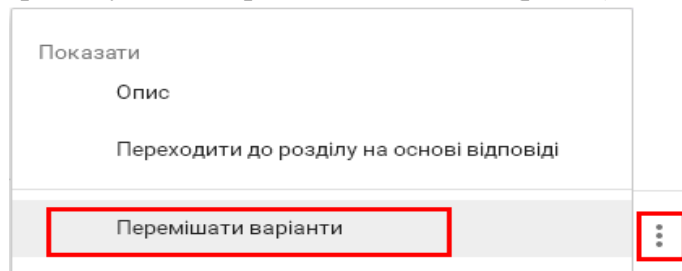 Показати
Опис
Переходити до розділу на основі відповіді
Перемішати варіанти